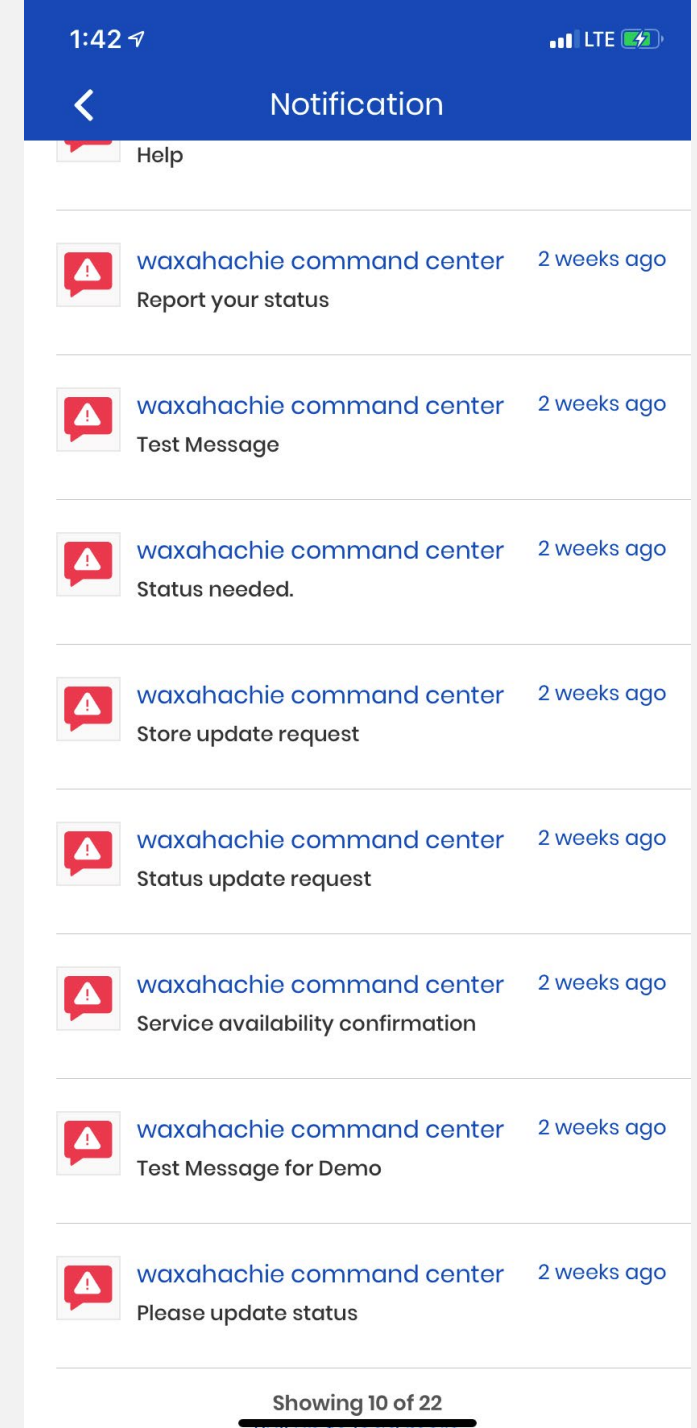 1:42
LTE
Notification
Help
waxahachie command center 2 weeks ago
Report your status
waxahachie command center 2 weeks ago
Test Message
waxahachie command center 2 weeks ago
Status needed.
waxahachie command center 2 weeks ago
Store update request
waxahachie command center 2 weeks ago
Status update request
waxahachie command center 2 weeks ago
Service availability confirmation
waxahachie command center 2 weeks ago
Test Message for Demo
waxahachie command center 2 weeks ago
Please update status
Showing 10 of 22